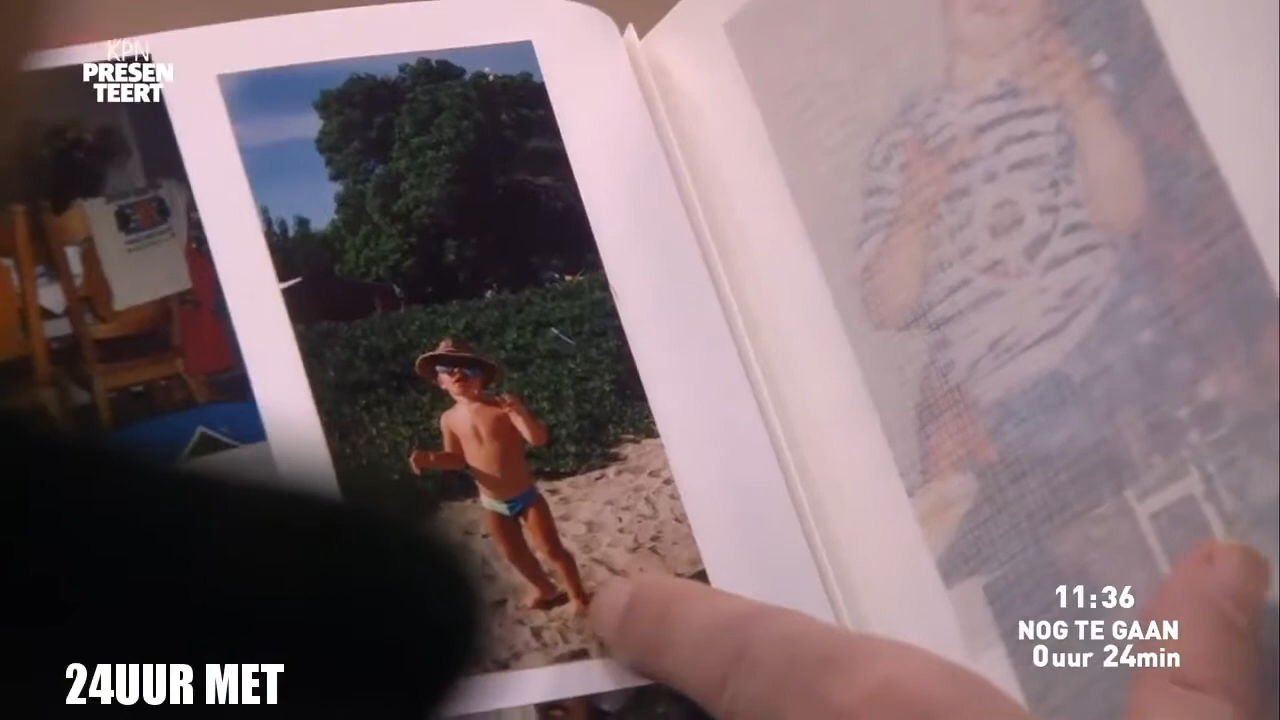 KPN
PRESEN
TEERT
11:36
NOG TE GAAN
0uur 24min
24UUR MET